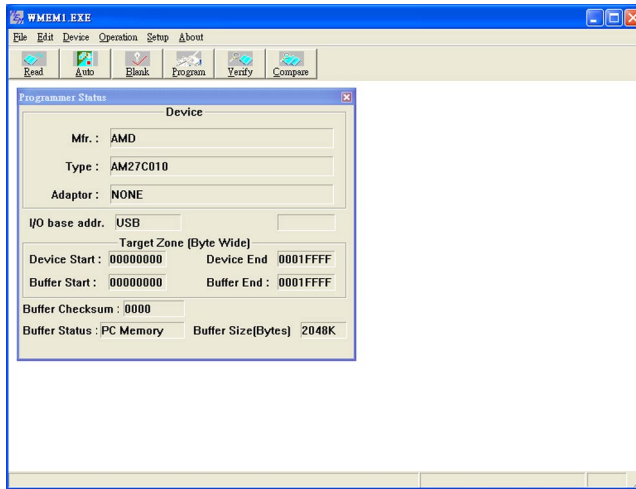 WMEM1.EXE
File Edit Device Operation Setup About
Read Auto Blank Program Verify Compare
Programmer Status
Device
Mfr. : AMD
Type : AM27C010
Adaptor : NONE
I/O base addr. USB
Target Zone (Byte Wide)
Device Start : 00000000 Device End 0001FFFF
Buffer Start : 00000000 Buffer End : 0001FFFF
Buffer Checksum : 0000
Buffer Status : PC Memory Buffer Size(Bytes) 2048K